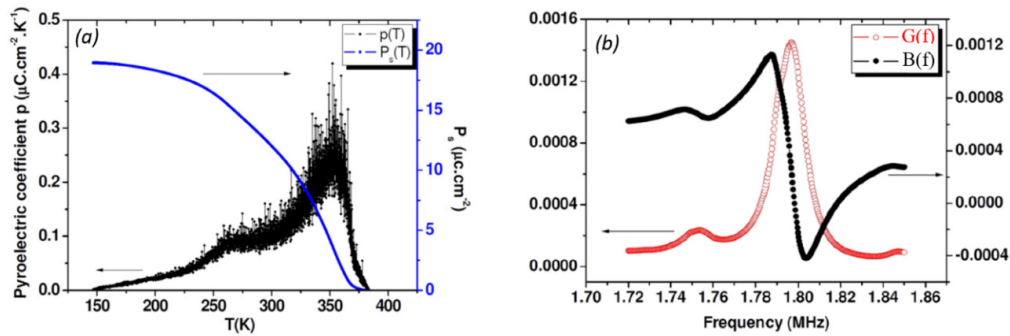 (a)
p(T)
P_s(T)
Pyroelectric coefficient p (μC.cm⁻².K⁻¹)
0.5
0.4
0.3
0.2
0.1
0.0
20
15
10
5
0
P_s (μc.cm⁻²)
100 150 200 250 300 350 400
T(K)
(b)
G(f)
B(f)
0.0016
0.0012
0.0008
0.0004
0.0000
0.0012
0.0008
0.0004
0.0000
-0.0004
1.70 1.72 1.74 1.76 1.78 1.80 1.82 1.84 1.86
Frequency (MHz)